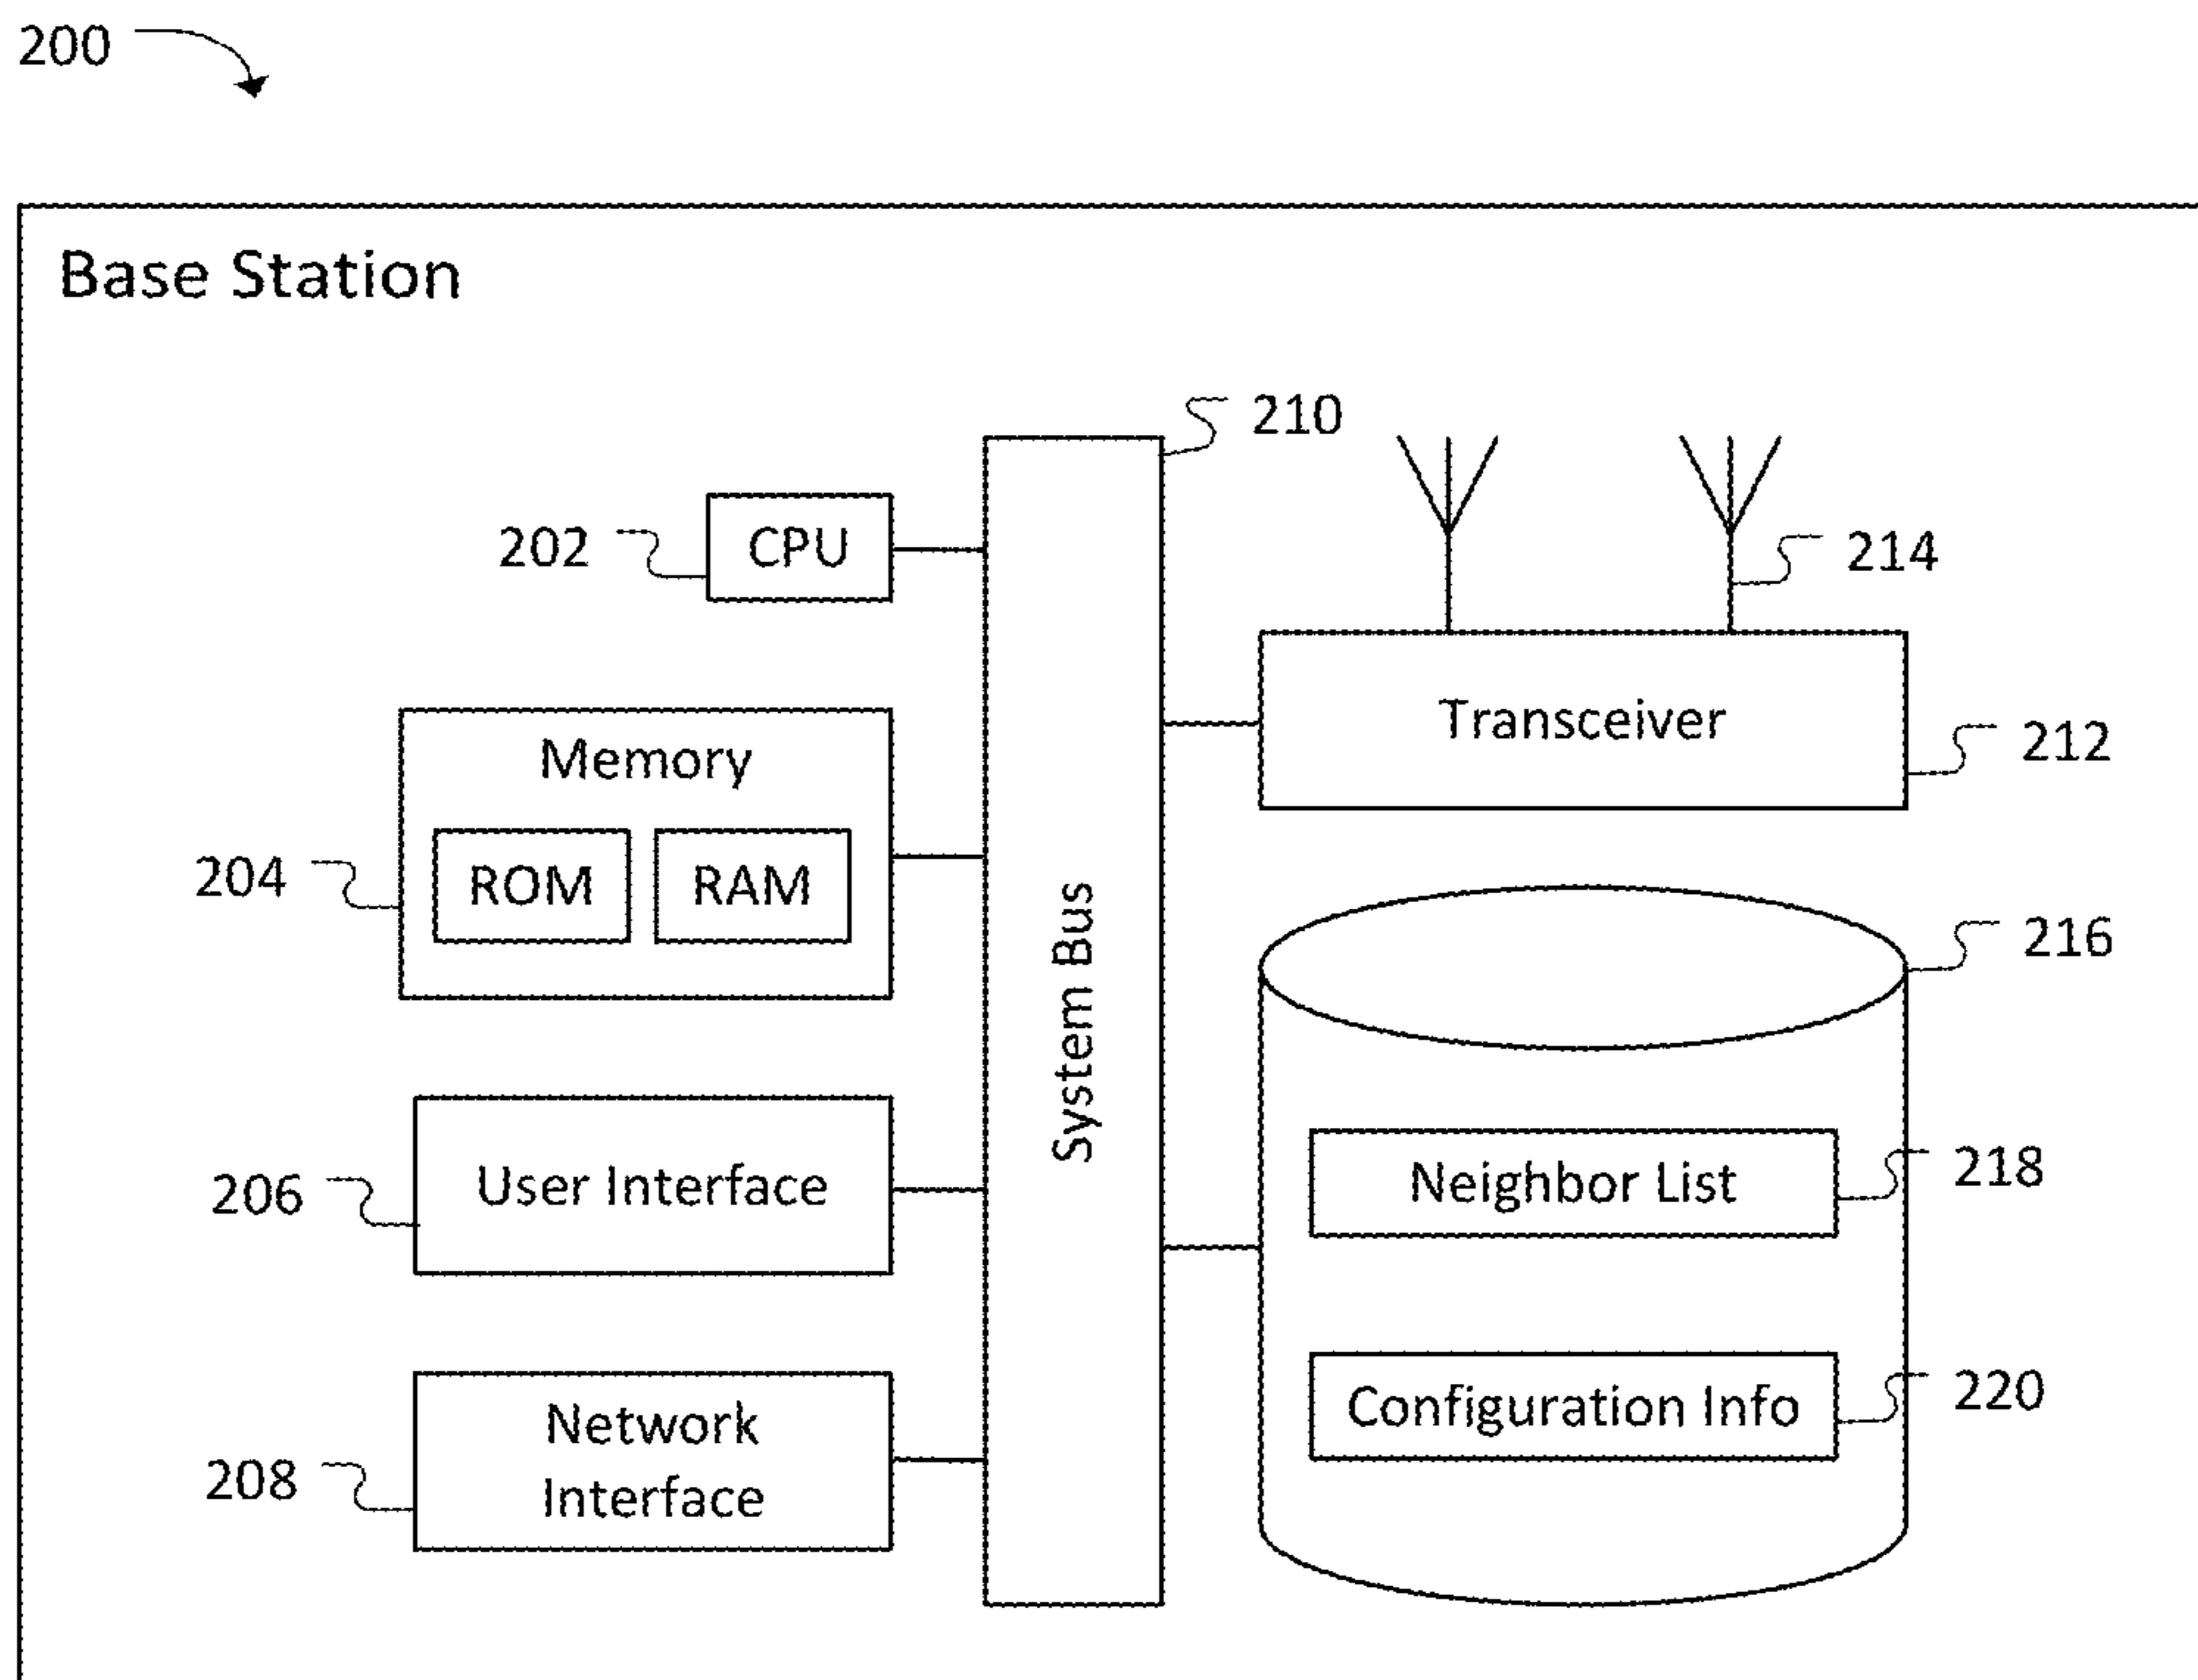 200
Base Station
210
202
CPU
214
Transceiver
212
Memory
204
ROM
RAM
System Bus
216
206
User Interface
Neighbor List
218
208
Network
Interface
Configuration Info
220